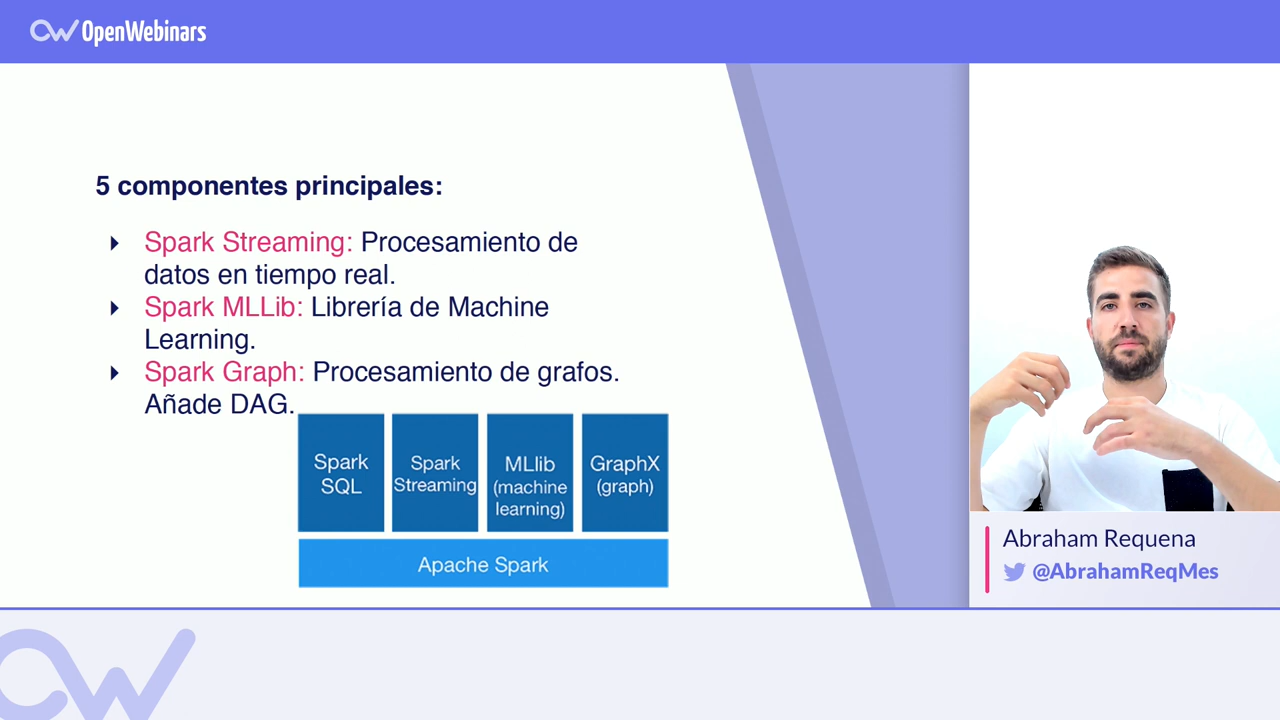 OpenWebinars
5 componentes principales:
Spark Streaming: Procesamiento de
datos en tiempo real.
Spark MLLib: Librería de Machine
Learning.
Spark Graph: Procesamiento de grafos.
Añade DAG.
Spark
SQL
Spark
Streaming
MLlib
(machine
learning)
GraphX
(graph)
Apache Spark
Abraham Requena
@AbrahamReqMes